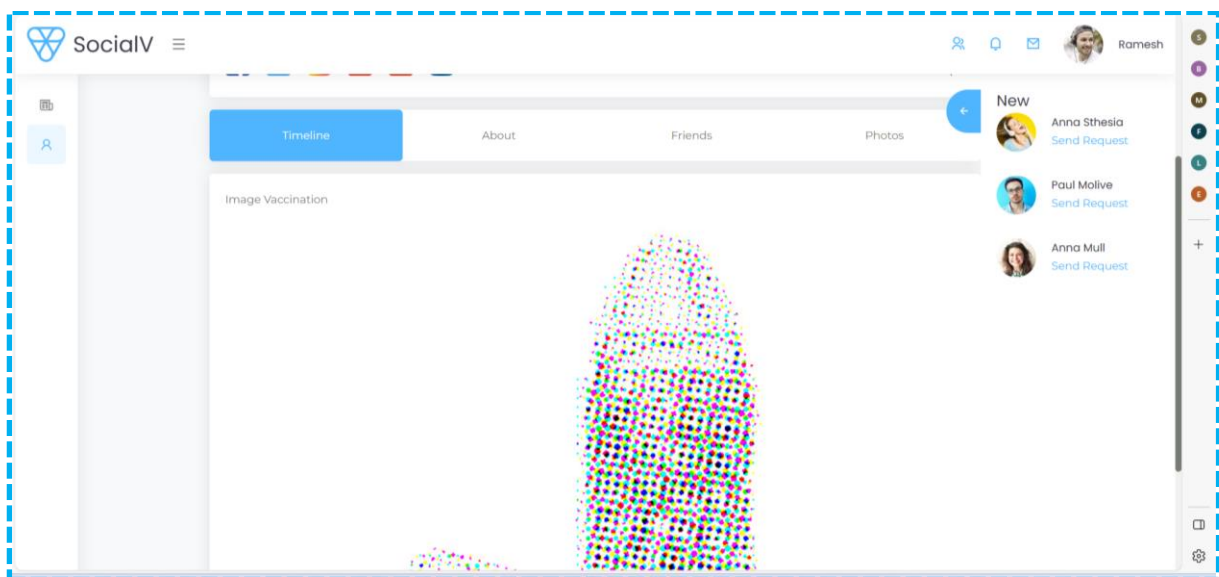 SocialV
Ramesh
S
B
M
F
L
E
Timeline
About
Friends
Photos
New
Anna Sthesia
Send Request
Paul Molive
Send Request
Anna Mull
Send Request
Image Vaccination